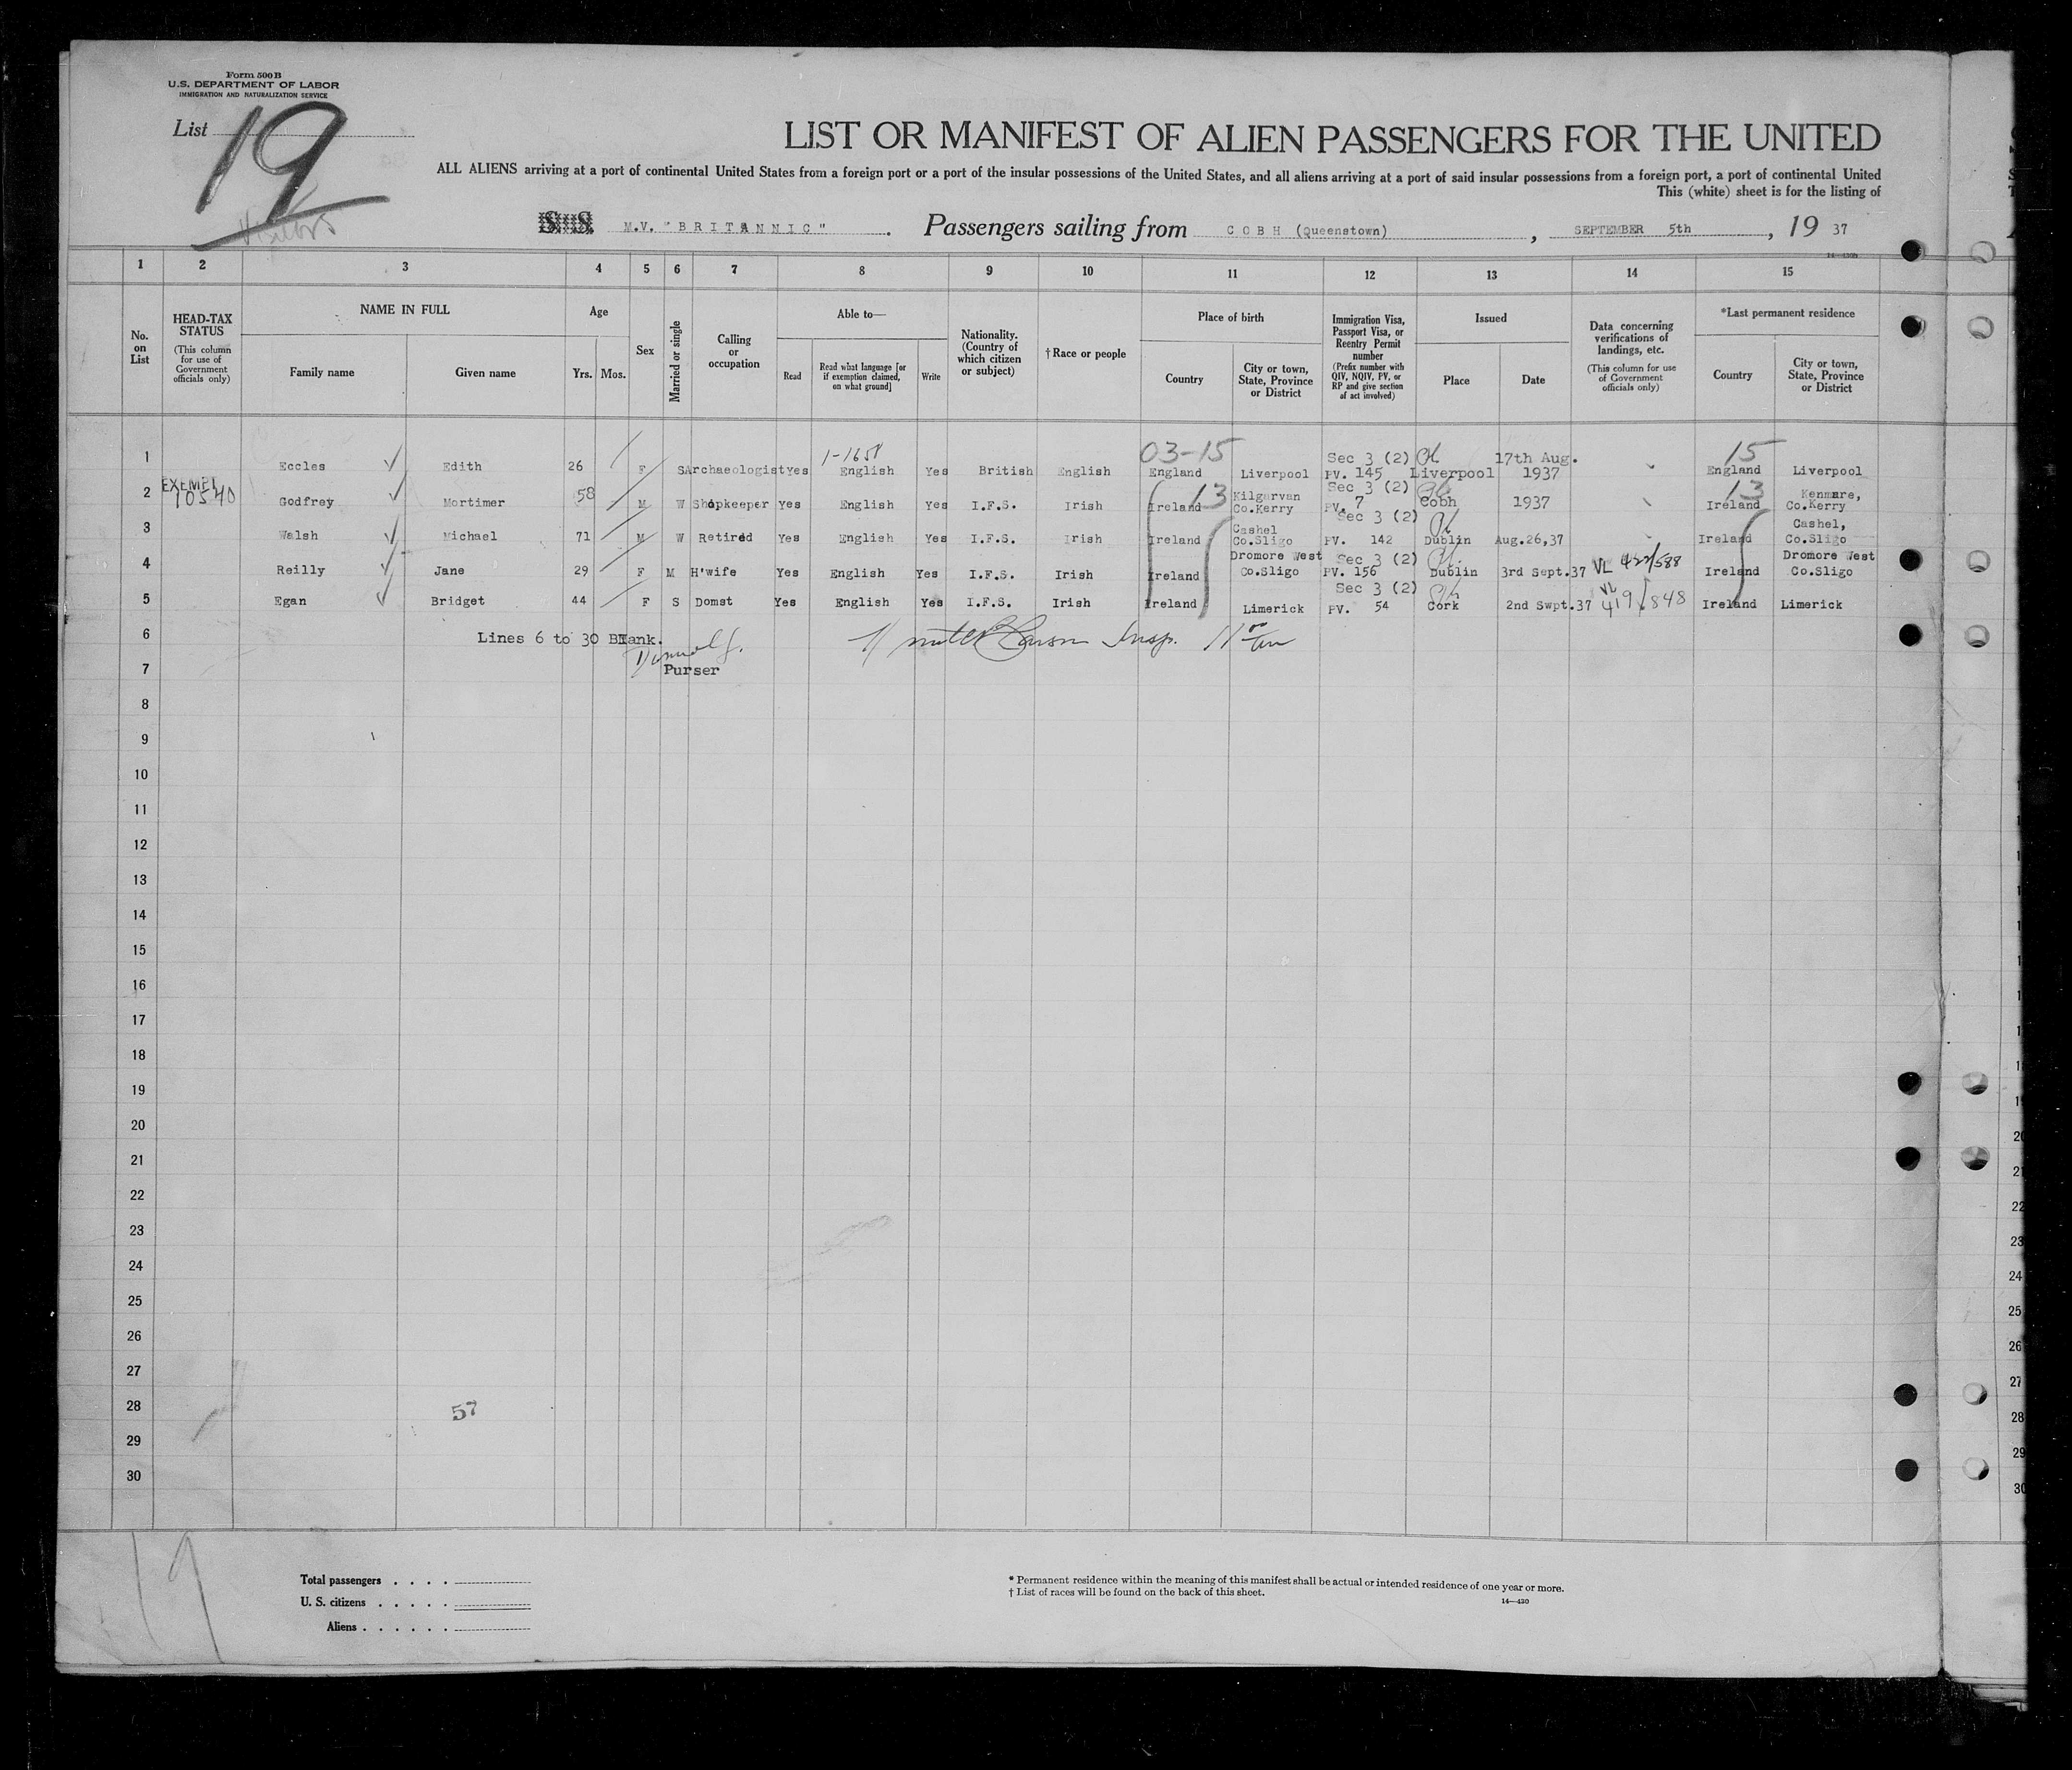 Form 500 B
U.S. DEPARTMENT OF LABOR
IMMIGRATION AND NATURALIZATION SERVICE
List 19
Visitors
LIST OR MANIFEST OF ALIEN PASSENGERS FOR THE UNITED
ALL ALIENS arriving at a port of continental United States from a foreign port or a port of the insular possessions of the United States, and all aliens arriving at a port of said insular possessions from a foreign port, a port of continental United
This (white) sheet is for the listing of
M.V. "BRITANNIC". Passengers sailing from COBH (Queenstown), SEPTEMBER 5th, 19 37
1 2 3 4 5 6 7 8 9 10 11 12 13 14 15
No. on List
HEAD-TAX STATUS (This column for use of Government officials only)
NAME IN FULL
Family name Given name
Age
Yrs. Mos.
Sex
Married or single
Calling or occupation
Able to—
Read Read what language [or if exemption claimed, on what ground] Write
Nationality. (Country of which citizen or subject)
†Race or people
Place of birth
Country City or town, State, Province or District
Immigration Visa, Passport Visa, or Reentry Permit number (Prefix number with QIV, NQIV, PV, or RP and give section of act involved)
Issued
Place Date
Data concerning verifications of landings, etc. (This column for use of Government officials only)
*Last permanent residence
Country City or town, State, Province or District
1-1658 03-15 Sec 3 (2) 17th Aug. 15
1 Eccles Edith 26 F S Archaeologist Yes English Yes British English England Liverpool PV. 145 Liverpool 1937 England Liverpool
EXEMPT 13 Kilgarvan Sec 3 (2) 13 Kenmare,
2 10540 Godfrey Mortimer 58 M W Shopkeeper Yes English Yes I.F.S. Irish Ireland Co.Kerry PV. 7 Cobh 1937 Ireland Co.Kerry
Cashel Sec 3 (2) Cashel,
3 Walsh Michael 71 M W Retired Yes English Yes I.F.S. Irish Ireland Co.Sligo PV. 142 Dublin Aug.26,37 Ireland Co.Sligo
Dromore West Sec 3 (2) Dromore West
4 Reilly Jane 29 F M H'wife Yes English Yes I.F.S. Irish Ireland Co.Sligo PV. 156 Dublin 3rd Sept.37 VL 422/588 Ireland Co.Sligo
Sec 3 (2) VL
5 Egan Bridget 44 F S Domst Yes English Yes I.F.S. Irish Ireland Limerick PV. 54 Cork 2nd Swpt.37 419/848 Ireland Limerick
6 Lines 6 to 30 Blank. Insp.
7 Purser
8
9
10
11
12
13
14
15
16
17
18
19
20
21
22
23
24
25
26
27
28 57
29
30
19
Total passengers . . . .
U. S. citizens . . . . .
Aliens . . . . . .
* Permanent residence within the meaning of this manifest shall be actual or intended residence of one year or more.
† List of races will be found on the back of this sheet.
14—430